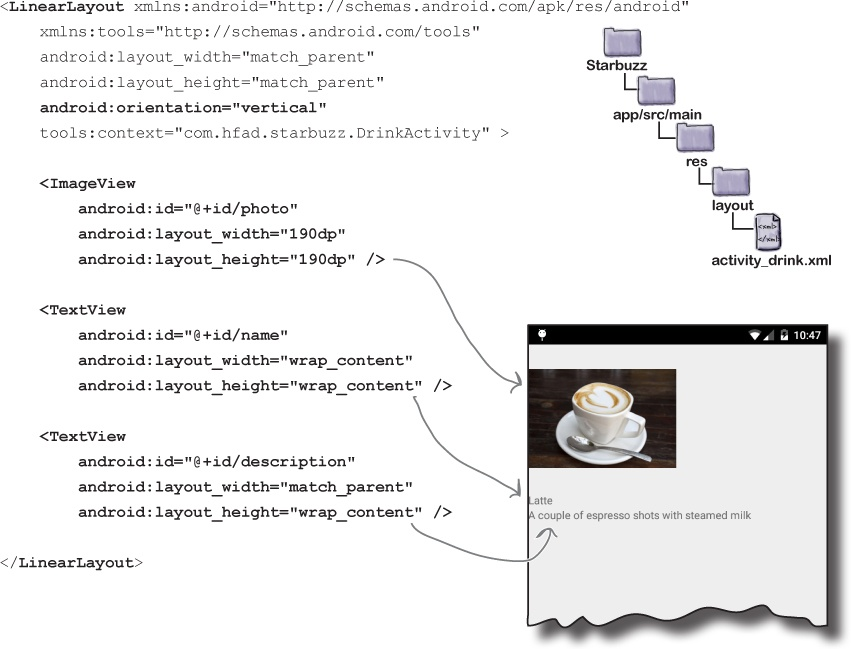 <LinearLayout xmlns:android="http://schemas.android.com/apk/res/android"
xmlns:tools="http://schemas.android.com/tools"
android:layout_width="match_parent"
android:layout_height="match_parent"
android:orientation="vertical"
tools:context="com.hfad.starbuzz.DrinkActivity" >
<ImageView
android:id="@+id/photo"
android:layout_width="190dp"
android:layout_height="190dp" />
<TextView
android:id="@+id/name"
android:layout_width="wrap_content"
android:layout_height="wrap_content" />
<TextView
android:id="@+id/description"
android:layout_width="match_parent"
android:layout_height="wrap_content" />
</LinearLayout>
Starbuzz
app/src/main
res
layout
<xml>
</xml>
activity_drink.xml
10:47
Latte
A couple of espresso shots with steamed milk